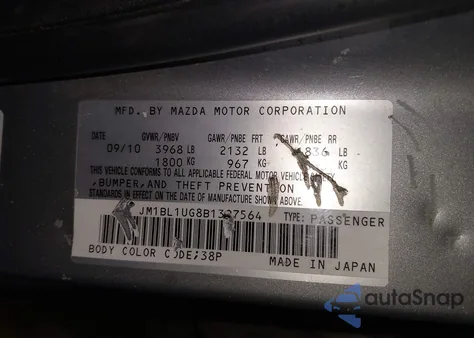 MFD. BY MAZDA MOTOR CORPORATION
DATE GVWR/PNBV GAWR/PNBE FRT GAWR/PNBE RR
09/10 3968 LB 2132 LB 1836 LB
1800 KG 967 KG KG
THIS VEHICLE CONFORMS TO ALL APPLICABLE FEDERAL MOTOR VEHICLE SAFETY
, BUMPER, AND THEFT PREVENTION
STANDARDS IN EFFECT ON THE DATE OF MANUFACTURE SHOWN ABOVE.
TYPE: PASSENGER
BODY COLOR CODE;38P
MADE IN JAPAN
autoSnap